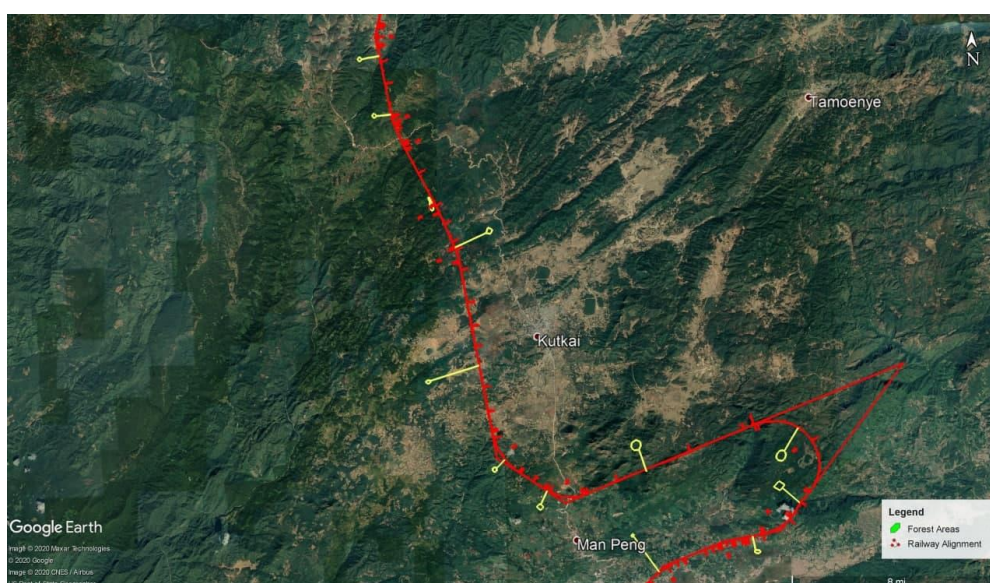 N
Tamoenye
Kutkai
Man Peng
Legend
Forest Areas
Railway Alignment
Google Earth
Image © 2020 Maxar Technologies
© 2020 Google
Image © 2020 CNES / Airbus
8 mi